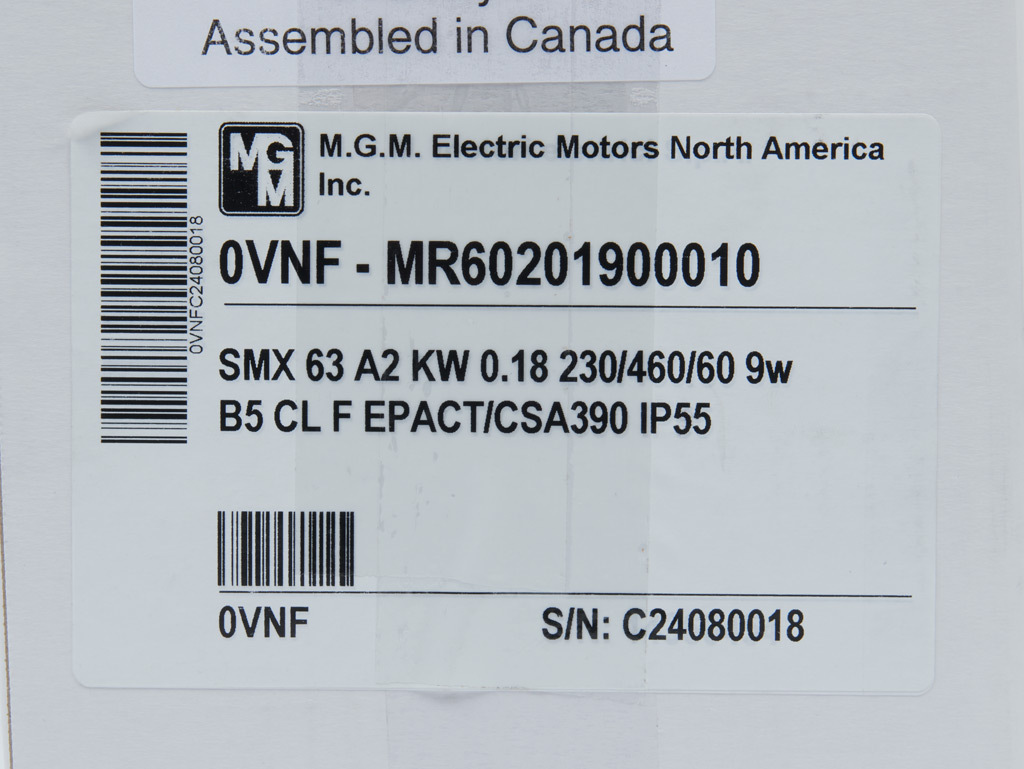 Assembled in Canada
MGM
M.G.M. Electric Motors North America
Inc.
0VNFC24080018
0VNF - MR60201900010
SMX 63 A2 KW 0.18 230/460/60 9w
B5 CL F EPACT/CSA390 IP55
0VNF
S/N: C24080018